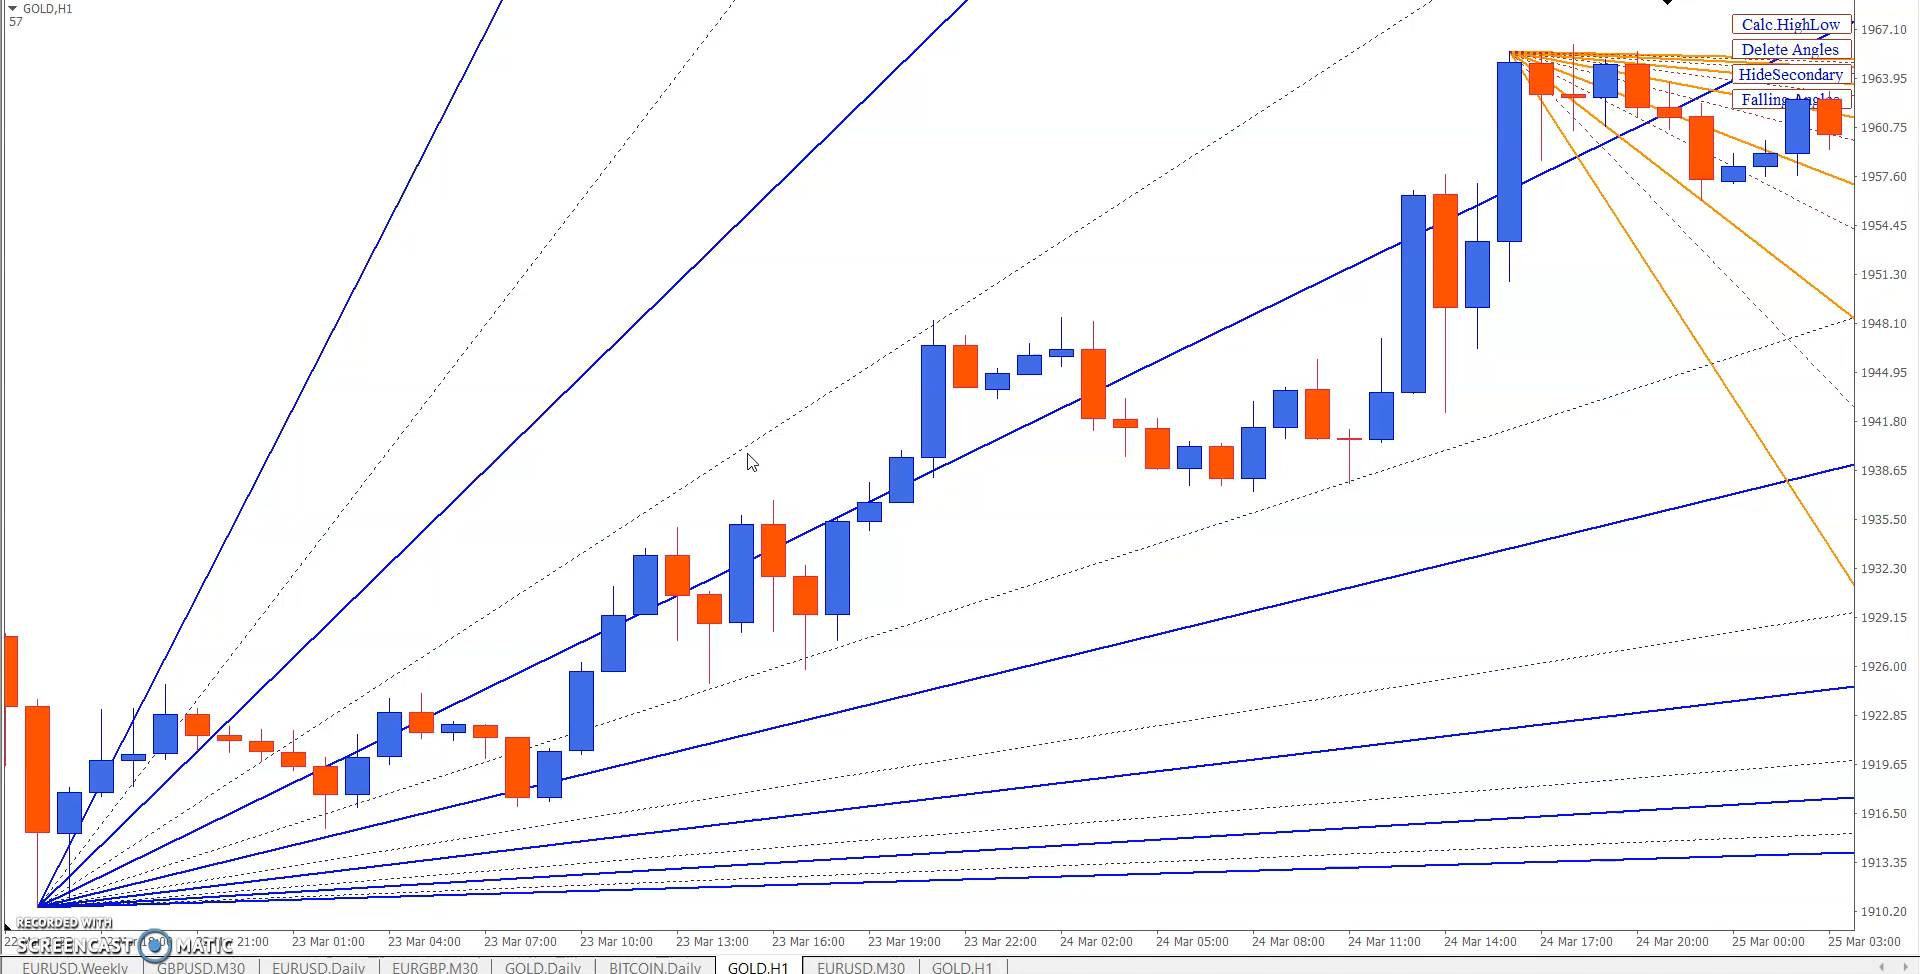 GOLD,H1
57
Calc.HighLow
Delete Angles
HideSecondary
Falling Angles
1967.10
1963.95
1960.75
1957.60
1954.45
1951.30
1948.10
1944.95
1941.80
1938.65
1935.50
1932.30
1929.15
1926.00
1922.85
1919.65
1916.50
1913.35
1910.20
RECORDED WITH
SCREENCAST MATIC
21:00 23 Mar 01:00 23 Mar 04:00 23 Mar 07:00 23 Mar 10:00 23 Mar 13:00 23 Mar 16:00 23 Mar 19:00 23 Mar 22:00 24 Mar 02:00 24 Mar 05:00 24 Mar 08:00 24 Mar 11:00 24 Mar 14:00 24 Mar 17:00 24 Mar 20:00 25 Mar 00:00 25 Mar 03:00
EURUSD,Weekly GBPUSD,M30 EURUSD,Daily EURGBP,M30 GOLD,Daily BITCOIN,Daily GOLD,H1 EURUSD,M30 GOLD,H1